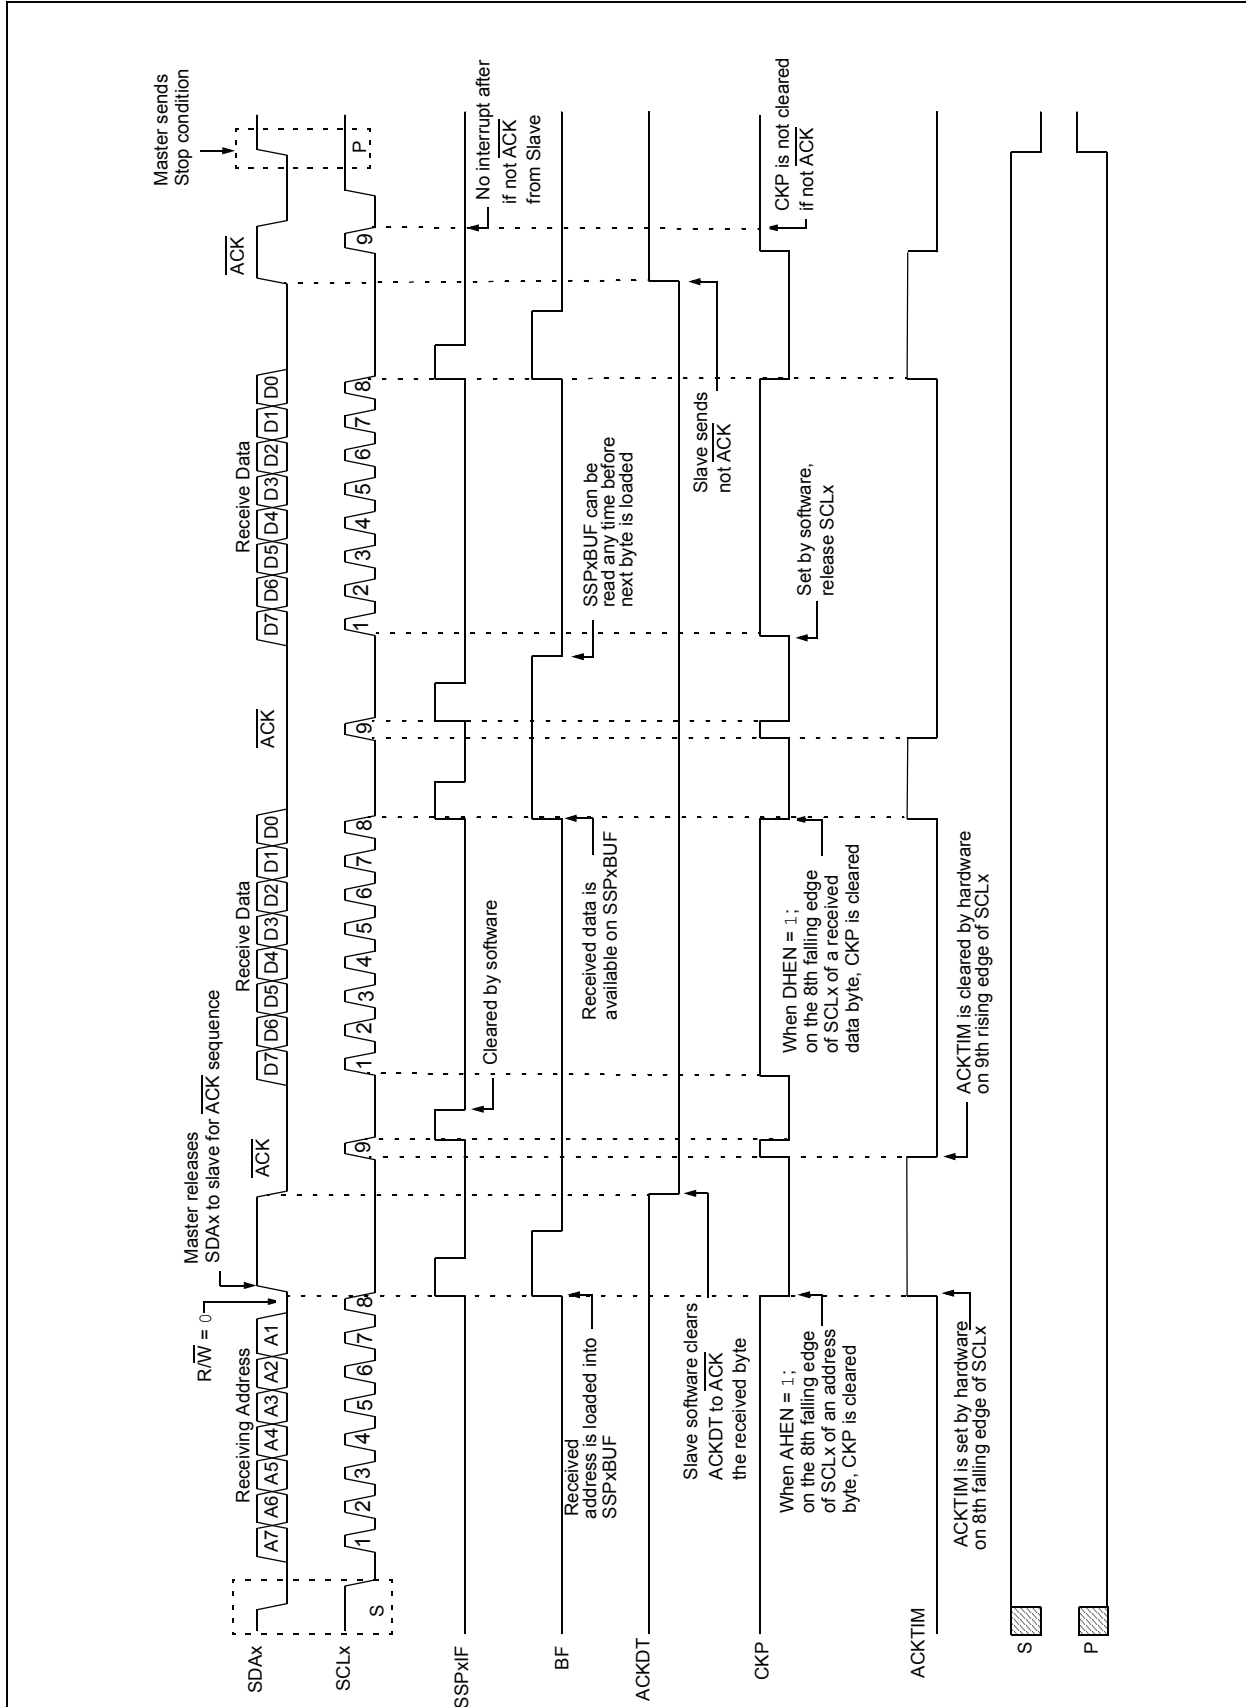 Master sends
Stop condition
Master releases
SDAx to slave for ACK sequence
R/W = 0
Receiving Address
Receive Data
Receive Data
ACK
ACK
ACK
SDAx
A7 A6 A5 A4 A3 A2 A1
D7 D6 D5 D4 D3 D2 D1 D0
D7 D6 D5 D4 D3 D2 D1 D0
SCLx
S
1 2 3 4 5 6 7 8 9
1 2 3 4 5 6 7 8 9
1 2 3 4 5 6 7 8 9
P
SSPxIF
Cleared by software
No interrupt after
if not ACK
from Slave
BF
Received
address is loaded into
SSPxBUF
Received data is
available on SSPxBUF
SSPxBUF can be
read any time before
next byte is loaded
ACKDT
Slave software clears
ACKDT to ACK
the received byte
Slave sends
not ACK
CKP
When AHEN = 1;
on the 8th falling edge
of SCLx of an address
byte, CKP is cleared
When DHEN = 1;
on the 8th falling edge
of SCLx of a received
data byte, CKP is cleared
Set by software,
release SCLx
CKP is not cleared
if not ACK
ACKTIM
ACKTIM is set by hardware
on 8th falling edge of SCLx
ACKTIM is cleared by hardware
on 9th rising edge of SCLx
S
P